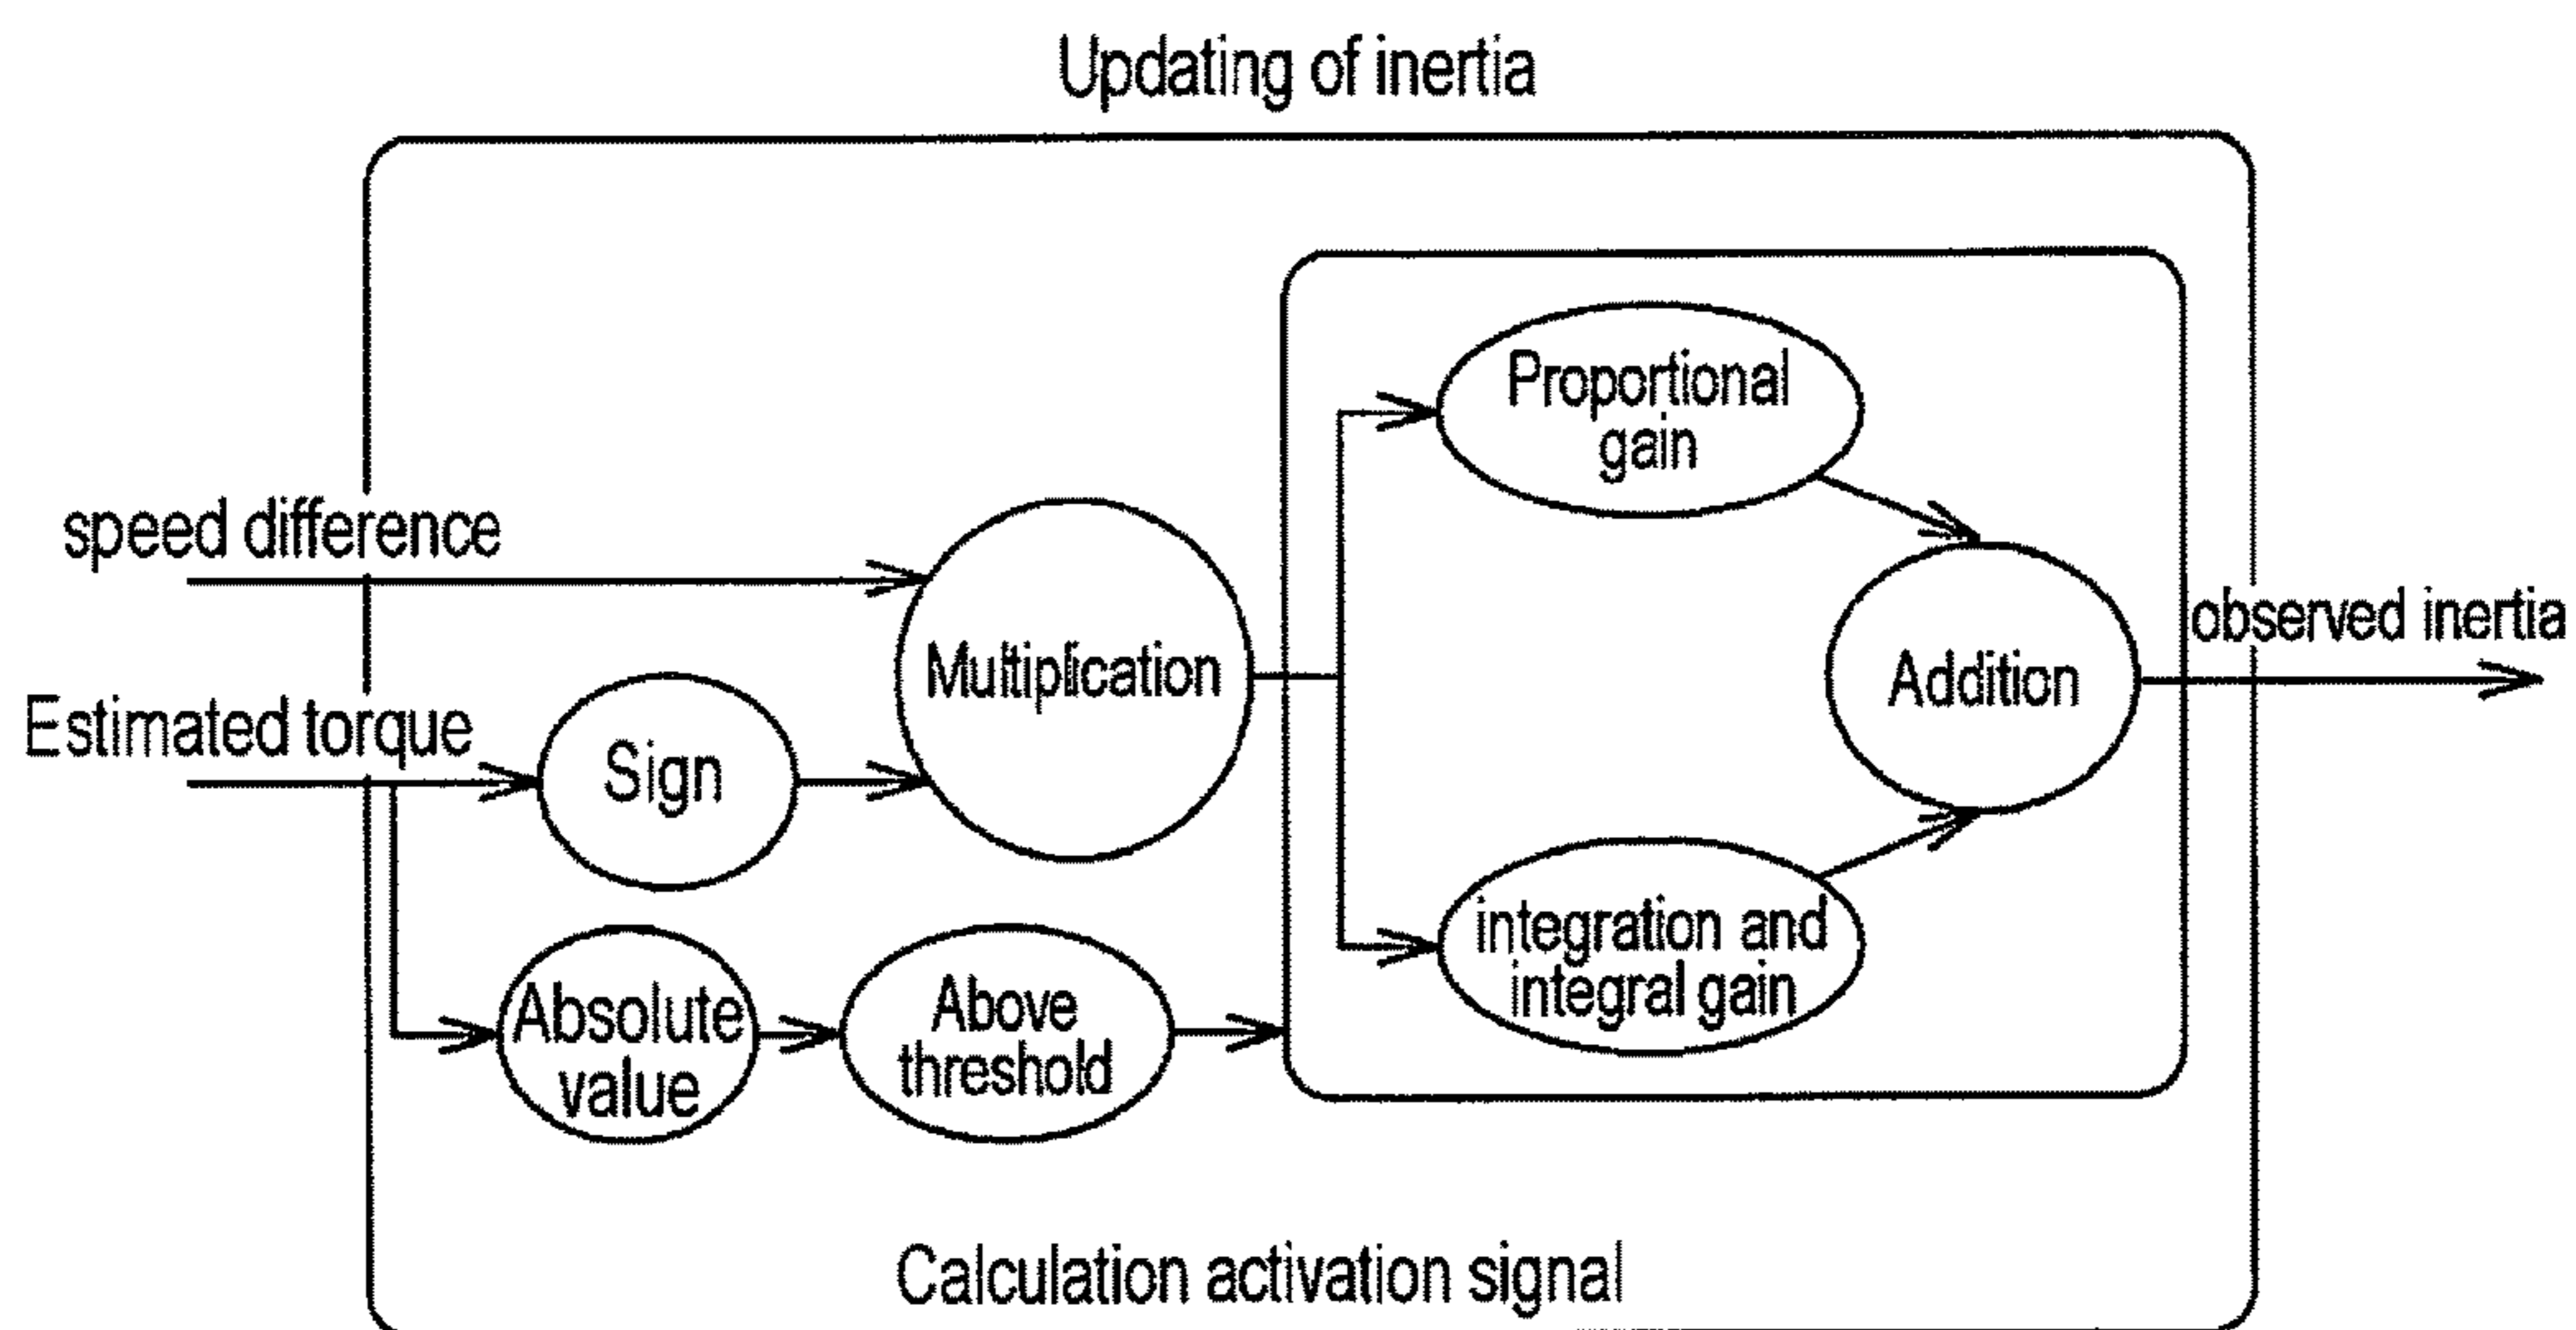 Updating of inertia
speed difference
Estimated torque
Sign
Multiplication
Absolute
value
Above
threshold
Proportional
gain
integration and
integral gain
Addition
observed inertia
Calculation activation signal